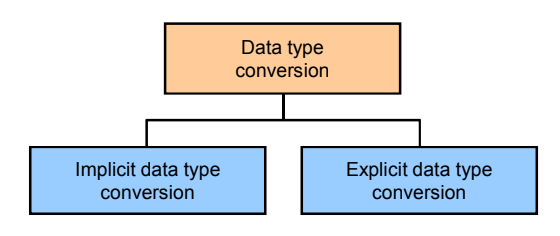 Data type
conversion
Implicit data type
conversion
Explicit data type
conversion